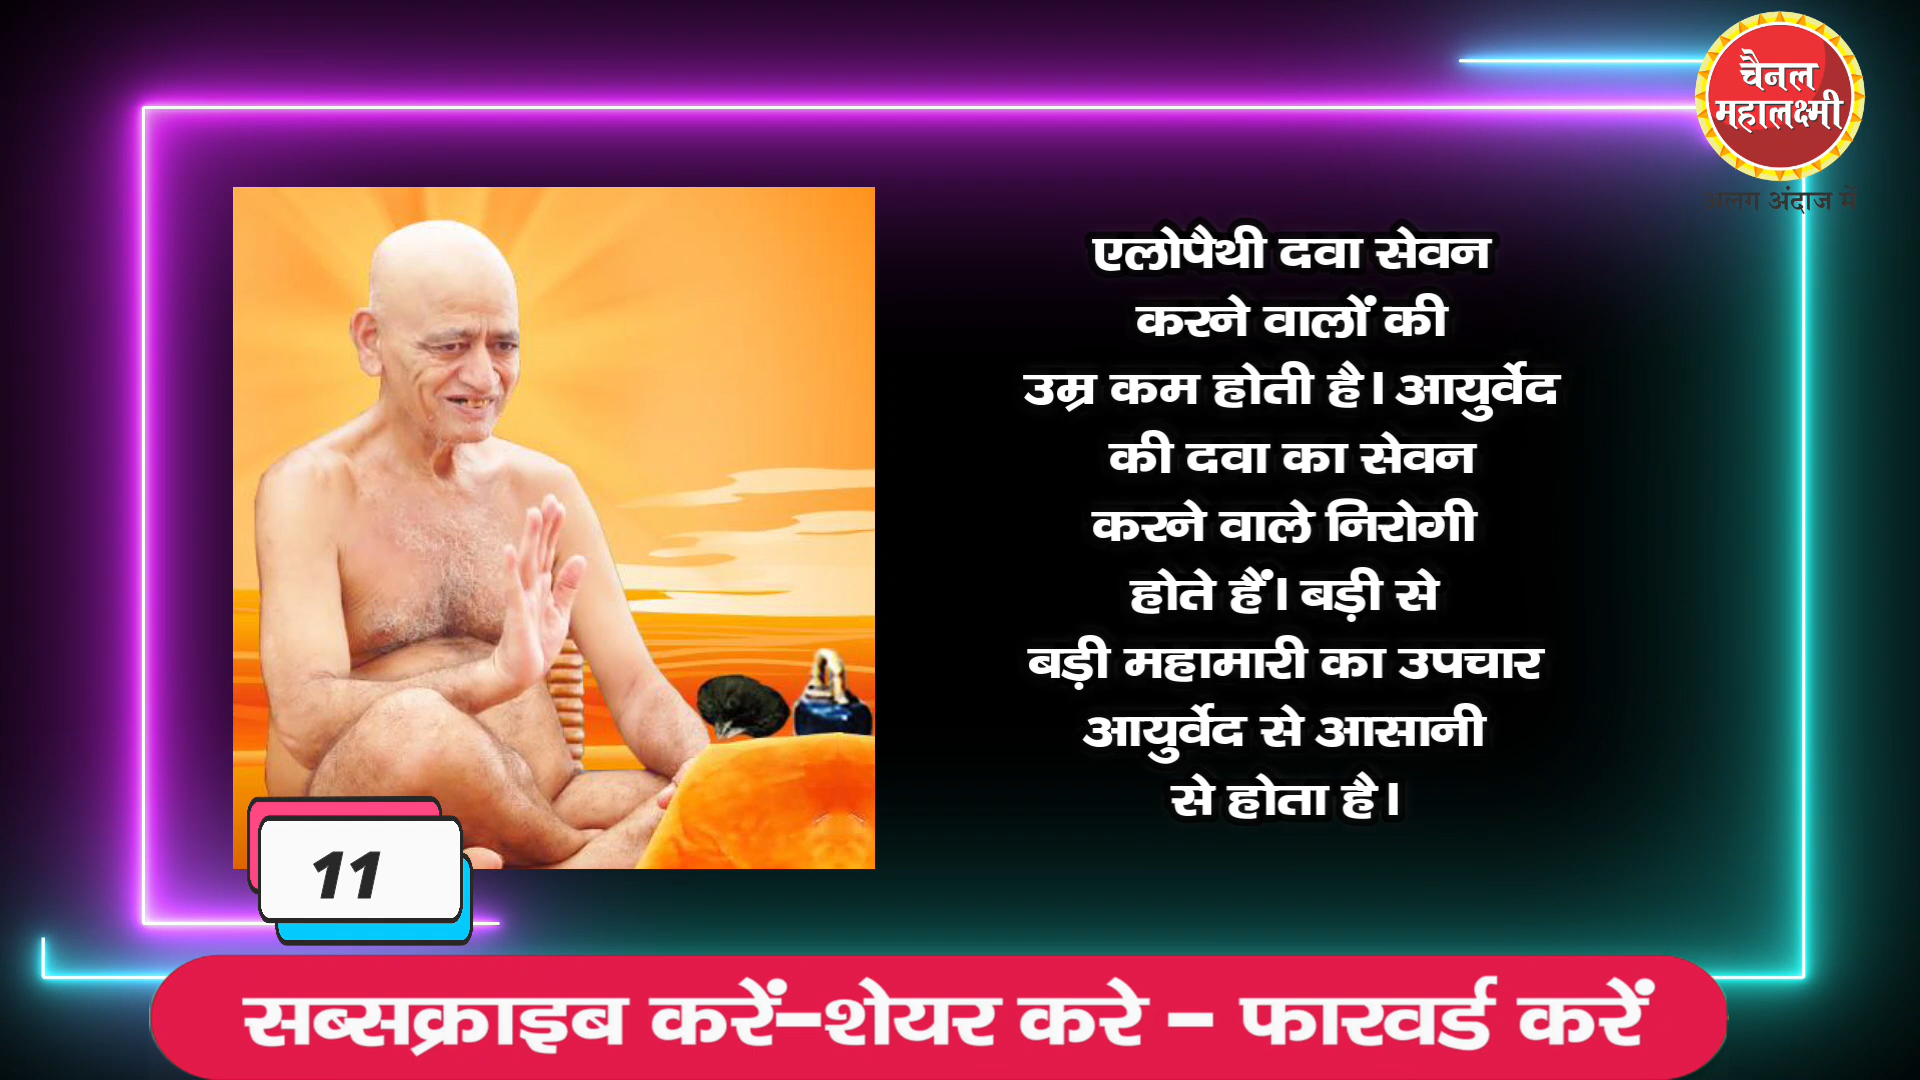 चैनल
महालक्ष्मी
अलग अंदाज में
एलोपैथी दवा सेवन
करने वालों की
उम्र कम होती है। आयुर्वेद
की दवा का सेवन
करने वाले निरोगी
होते हैं। बड़ी से
बड़ी महामारी का उपचार
आयुर्वेद से आसानी
से होता है।
11
सब्सक्राइब करें-शेयर करे - फारवर्ड करें